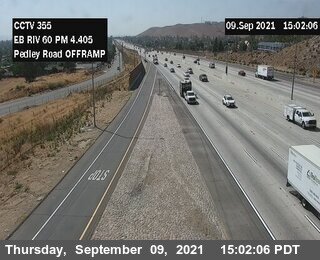 CCTV 355
EB RIV 60 PM 4.405
Pedley Road OFFRAMP
09.Sep 2021 15:02:06
STOP
Thursday, September 09, 2021 15:02:06 PDT